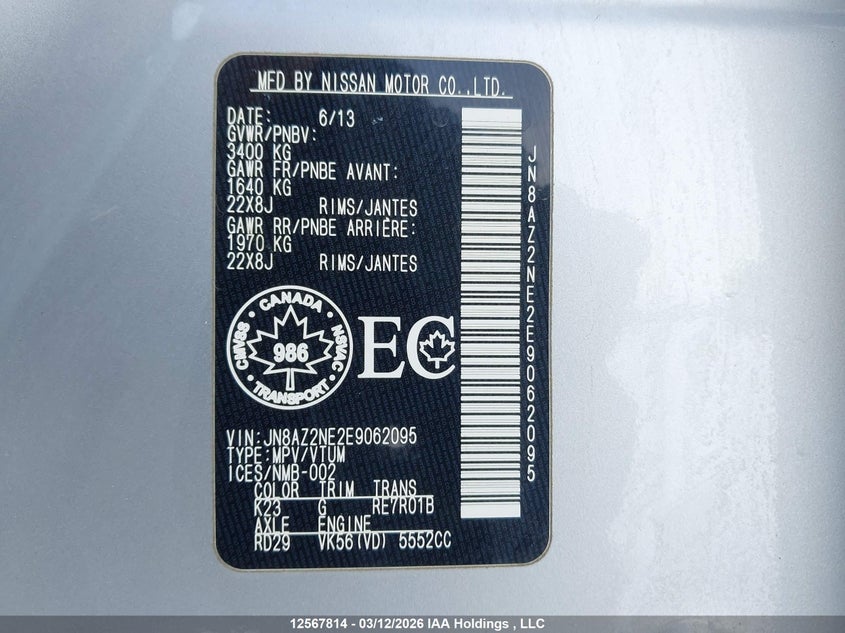 MFD BY NISSAN MOTOR CO.,LTD.
DATE: 6/13
GVWR/PNBV:
3400 KG
GAWR FR/PNBE AVANT:
1640 KG
22X8J RIMS/JANTES
GAWR RR/PNBE ARRIÈRE:
1970 KG
22X8J RIMS/JANTES
JN8AZ2NE2E9062095
CANADA
CMVSS 986 NSVAC
TRANSPORT
EC
VIN:JN8AZ2NE2E9062095
TYPE:MPV/VTUM
ICES/NMB-002
COLOR TRIM TRANS
K23 G RE7R01B
AXLE ENGINE
RD29 VK56(VD) 5552CC
12567814 - 03/12/2026 IAA Holdings , LLC